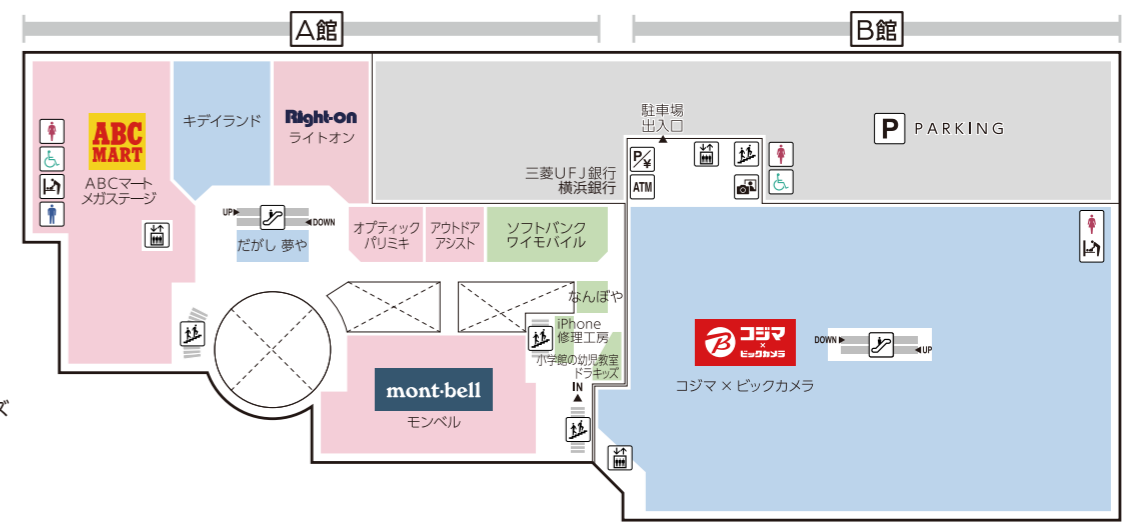 A館
B館
ABC
MART
ABCマート
メガステージ
キデイランド
Right-on
ライトオン
駐車場
出入口
P PARKING
三菱UFJ銀行
横浜銀行
P/¥
ATM
UP
DOWN
だがし 夢や
オプティック
パリミキ
アウトドア
アシスト
ソフトバンク
ワイモバイル
なんぼや
iPhone
修理工房
小学館の幼児教室
ドラキッズ
IN
mont-bell
モンベル
コジマ
×
ビックカメラ
コジマ × ビックカメラ
DOWN
UP
ズ